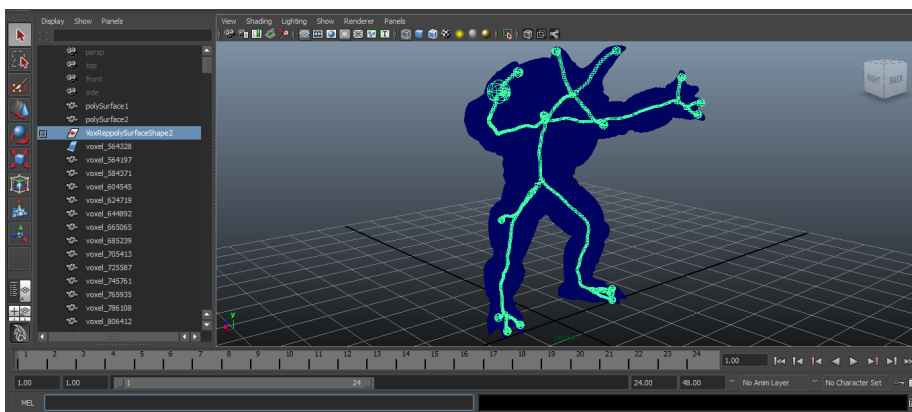 Display Show Panels
View Shading Lighting Show Renderer Panels
persp
top
front
side
polySurface1
polySurface2
VoxReppolySurfaceShape2
voxel_564328
voxel_564197
voxel_584371
voxel_604545
voxel_624719
voxel_644892
voxel_665065
voxel_685239
voxel_705413
voxel_725587
voxel_745761
voxel_765935
voxel_786108
voxel_806412
RIGHT BACK
y
1 2 3 4 5 6 7 8 9 10 11 12 13 14 15 16 17 18 19 20 21 22 23 24 1.00
1.00 1.00 1 24 24.00 48.00 No Anim Layer No Character Set
MEL